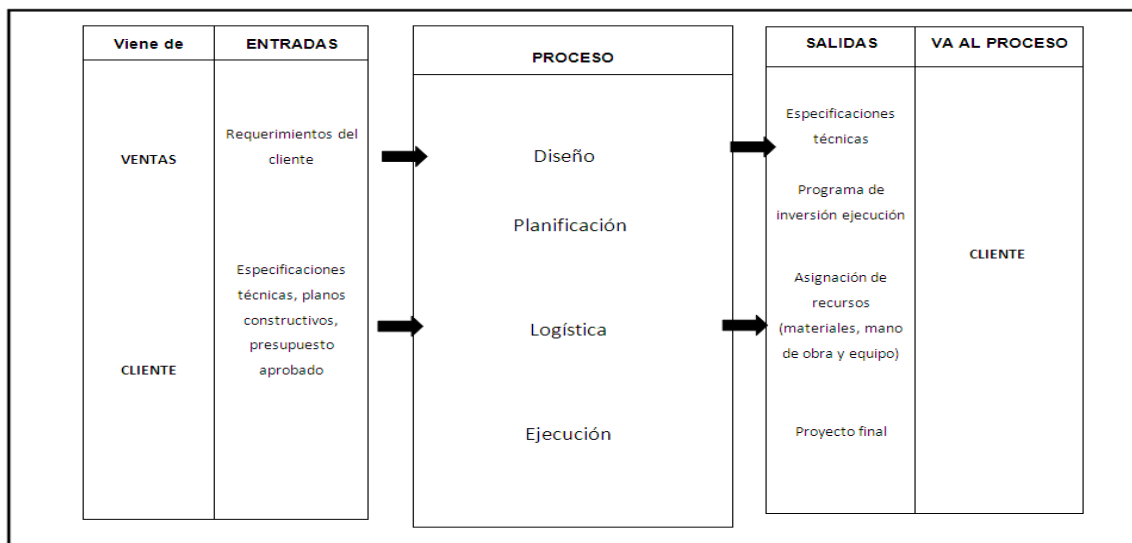 Viene de
ENTRADAS
VENTAS
Requerimientos del
cliente
CLIENTE
Especificaciones
técnicas, planos
constructivos,
presupuesto
aprobado
PROCESO
Diseño
Planificación
Logística
Ejecución
SALIDAS
VA AL PROCESO
Especificaciones
técnicas
Programa de
inversión ejecución
Asignación de
recursos
(materiales, mano
de obra y equipo)
Proyecto final
CLIENTE